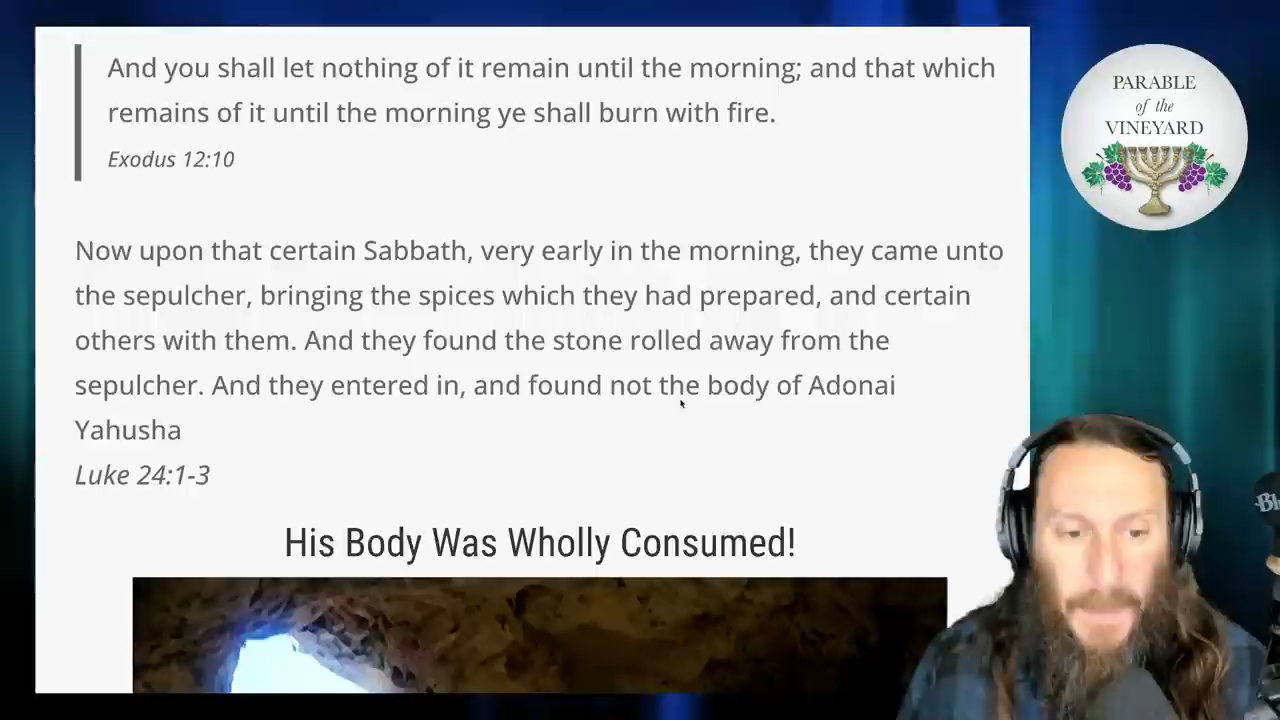 And you shall let nothing of it remain until the morning; and that which
remains of it until the morning ye shall burn with fire.
Exodus 12:10
Now upon that certain Sabbath, very early in the morning, they came unto
the sepulcher, bringing the spices which they had prepared, and certain
others with them. And they found the stone rolled away from the
sepulcher. And they entered in, and found not the body of Adonai
Yahusha
Luke 24:1-3
His Body Was Wholly Consumed!
PARABLE
of the
VINEYARD